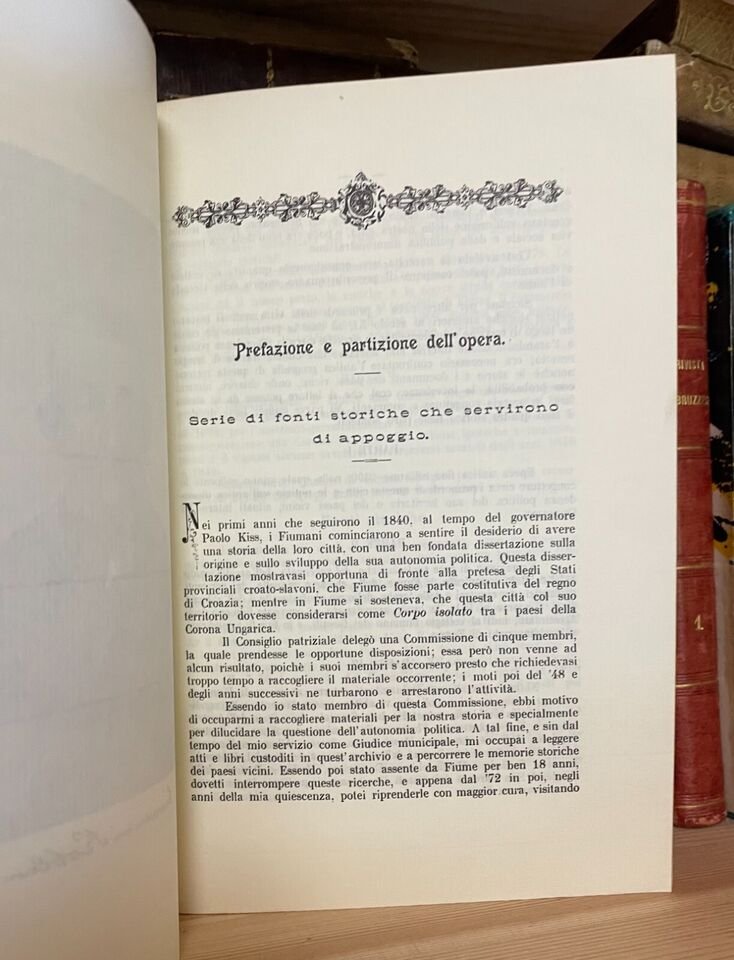 Prefazione e partizione dell'opera.
Serie di fonti storiche che servirono
di appoggio.
Nei primi anni che seguirono il 1840, al tempo del governatore
Paolo Kiss, i Fiumani cominciarono a sentire il desiderio di avere
una storia della loro città, con una ben fondata dissertazione sulla
origine e sullo sviluppo della sua autonomia politica. Questa disser-
tazione mostravasi opportuna di fronte alla pretesa degli Stati
provinciali croato-slavoni, che Fiume fosse parte costitutiva del regno
di Croazia; mentre in Fiume si sosteneva, che questa città col suo
territorio dovesse considerarsi come Corpo isolato tra i paesi della
Corona Ungarica.
Il Consiglio patriziale delegò una Commissione di cinque membri,
la quale prendesse le opportune disposizioni; essa però non venne ad
alcun risultato, poichè i suoi membri s'accorsero presto che richiedevasi
troppo tempo a raccogliere il materiale occorrente; i moti poi del '48 e
degli anni successivi ne turbarono e arrestarono l'attività.
Essendo io stato membro di questa Commissione, ebbi motivo
di occuparmi a raccogliere materiali per la nostra storia e specialmente
per dilucidare la questione dell'autonomia politica. A tal fine, e sin dal
tempo del mio servizio come Giudice municipale, mi occupai a leggere
atti e libri custoditi in quest'archivio e a percorrere le memorie storiche
dei paesi vicini. Essendo poi stato assente da Fiume per ben 18 anni,
dovetti interrompere queste ricerche, e appena dal '72 in poi, negli
anni della mia quiescenza, potei riprenderle con maggior cura, visitando
RIVISTA
1